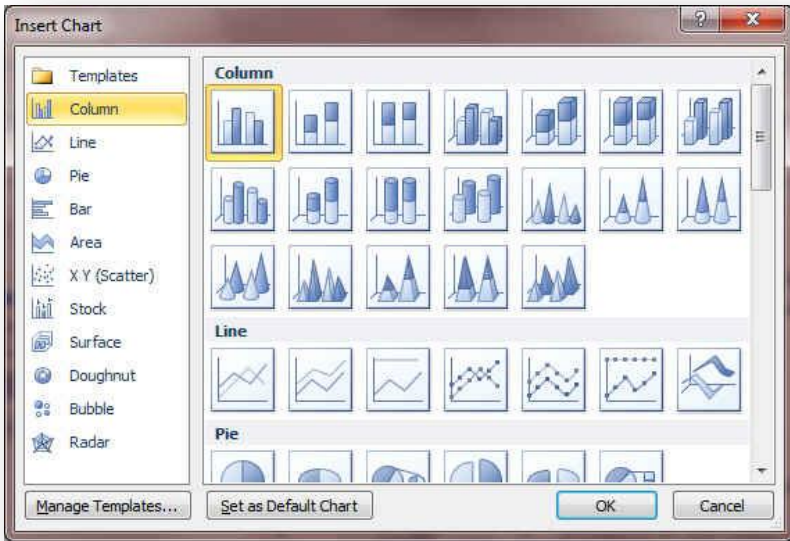 Insert Chart
Templates
Column
Line
Pie
Bar
Area
X Y (Scatter)
Stock
Surface
Doughnut
Bubble
Radar
Column
Line
Pie
Manage Templates...
Set as Default Chart
OK
Cancel